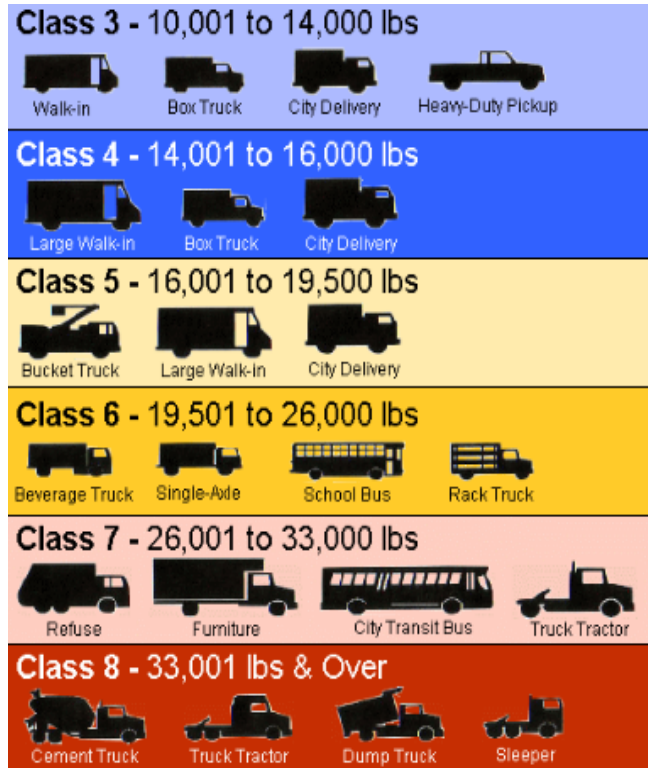 Class 3 - 10,001 to 14,000 lbs
Walk-in Box Truck City Delivery Heavy-Duty Pickup
Class 4 - 14,001 to 16,000 lbs
Large Walk-in Box Truck City Delivery
Class 5 - 16,001 to 19,500 lbs
Bucket Truck Large Walk-in City Delivery
Class 6 - 19,501 to 26,000 lbs
Beverage Truck Single-Axle School Bus Rack Truck
Class 7 - 26,001 to 33,000 lbs
Refuse Furniture City Transit Bus Truck Tractor
Class 8 - 33,001 lbs & Over
Cement Truck Truck Tractor Dump Truck Sleeper